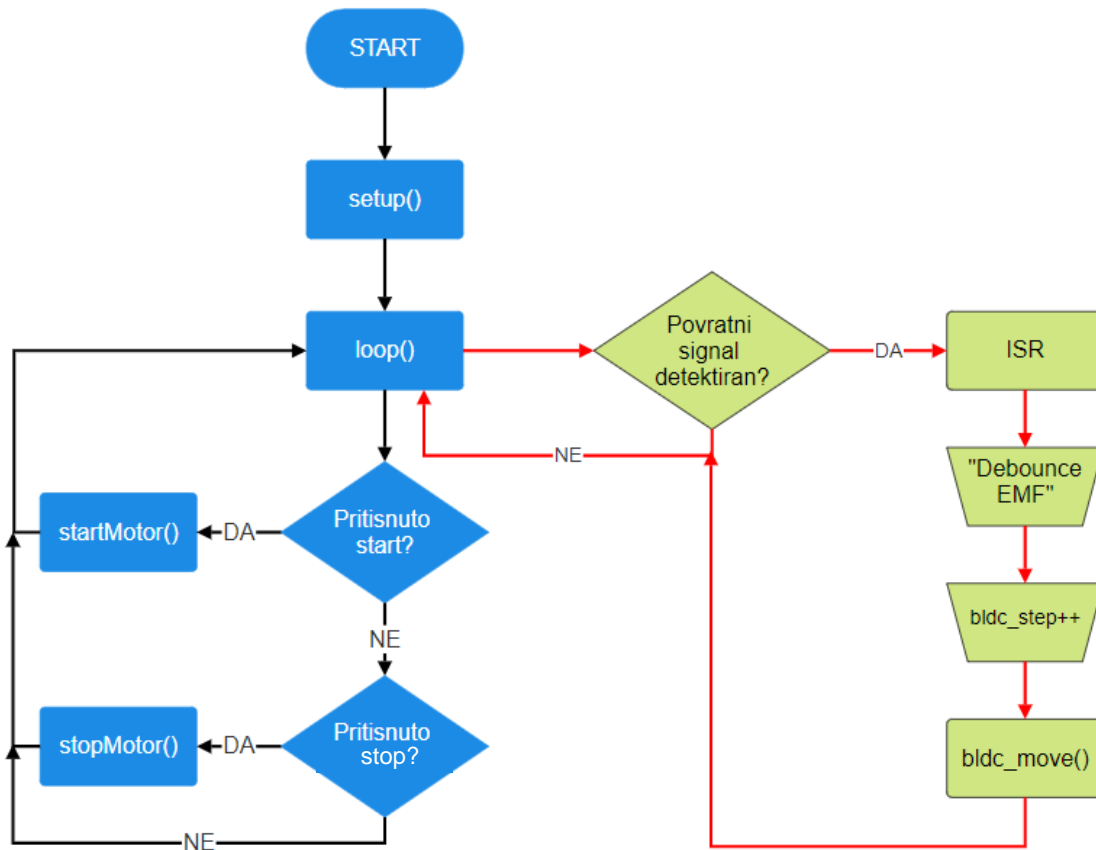 START
setup()
loop()
Povratni
signal
detektiran?
DA
ISR
NE
"Debounce
EMF"
startMotor()
DA
Pritisnuto
start?
bldc_step++
NE
stopMotor()
DA
Pritisnuto
stop?
bldc_move()
NE